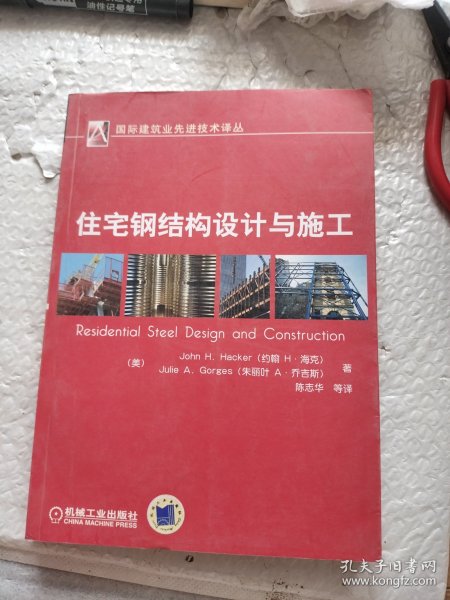 国际建筑业先进技术译丛
住宅钢结构设计与施工
Residential Steel Design and Construction
(美) John H. Hacker (约翰 H·海克)
Julie A. Gorges (朱丽叶 A·乔吉斯) 著
陈志华 等译
机械工业出版社
CHINA MACHINE PRESS
孔夫子旧书网
www.kongfz.com